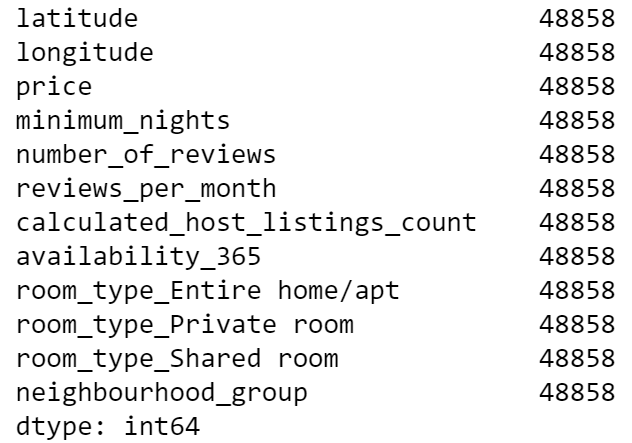 latitude 48858
longitude 48858
price 48858
minimum_nights 48858
number_of_reviews 48858
reviews_per_month 48858
calculated_host_listings_count 48858
availability_365 48858
room_type_Entire home/apt 48858
room_type_Private room 48858
room_type_Shared room 48858
neighbourhood_group 48858
dtype: int64